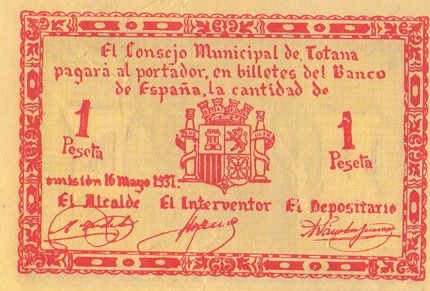 El Consejo Municipal de Totana
pagará al portador, en billetes del Banco
de España, la cantidad de
1 1
Peseta Peseta
emisión 16 Mayo 1937.
El Alcalde El Interventor El Depositario